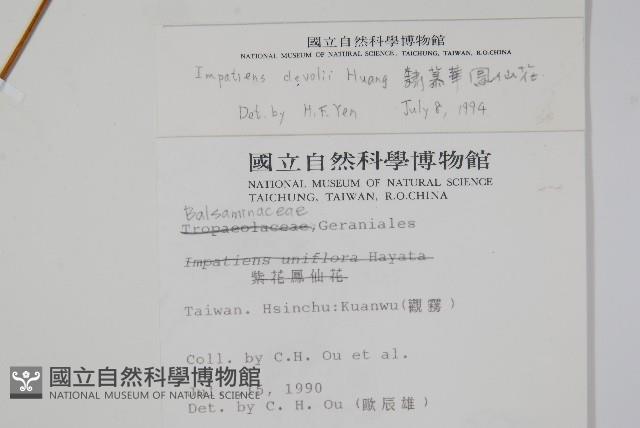 國立自然科學博物館
NATIONAL MUSEUM OF NATURAL SCIENCE, TAICHUNG, TAIWAN, R.O.CHINA
Impatiens devolii Huang 隸慕華鳳仙花
Det. by H.F. Yen July 8, 1994
國立自然科學博物館
NATIONAL MUSEUM OF NATURAL SCIENCE
TAICHUNG, TAIWAN, R.O.CHINA
Balsaminaceae
Tropaeolaceae,Geraniales
Impatiens uniflora Hayata
紫花鳳仙花
Taiwan. Hsinchu:Kuanwu(觀霧)
Coll. by C.H. Ou et al.
5, 1990
Det. by C. H. Ou (歐辰雄)
國立自然科學博物館
NATIONAL MUSEUM OF NATURAL SCIENCE